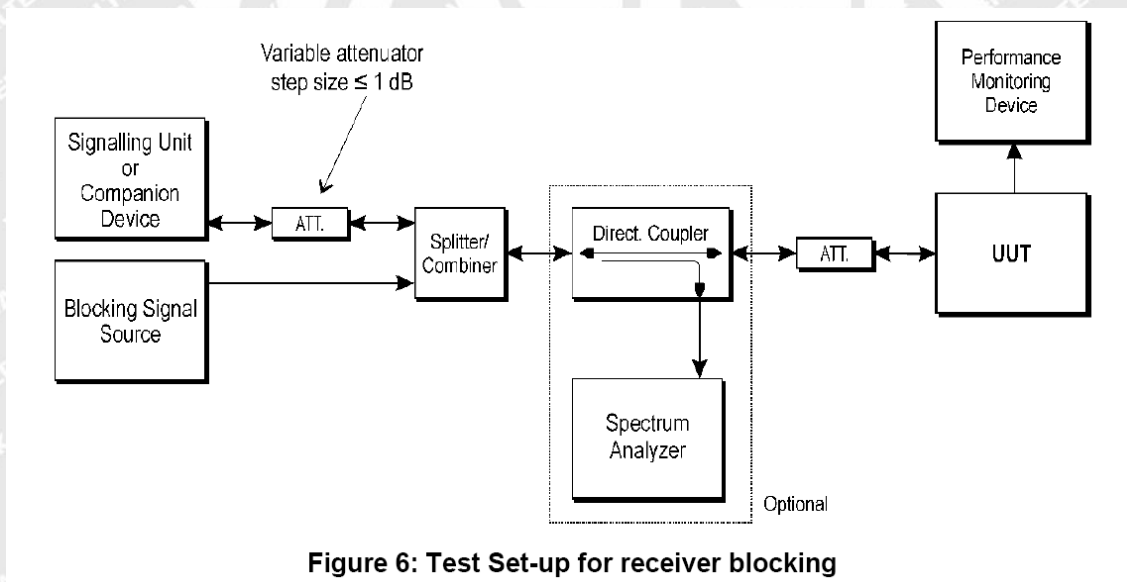 Variable attenuator
step size ≤ 1 dB
Performance
Monitoring
Device
Signalling Unit
or
Companion
Device
ATT.
Splitter/
Combiner
Direct. Coupler
ATT.
UUT
Blocking Signal
Source
Spectrum
Analyzer
Optional
Figure 6: Test Set-up for receiver blocking